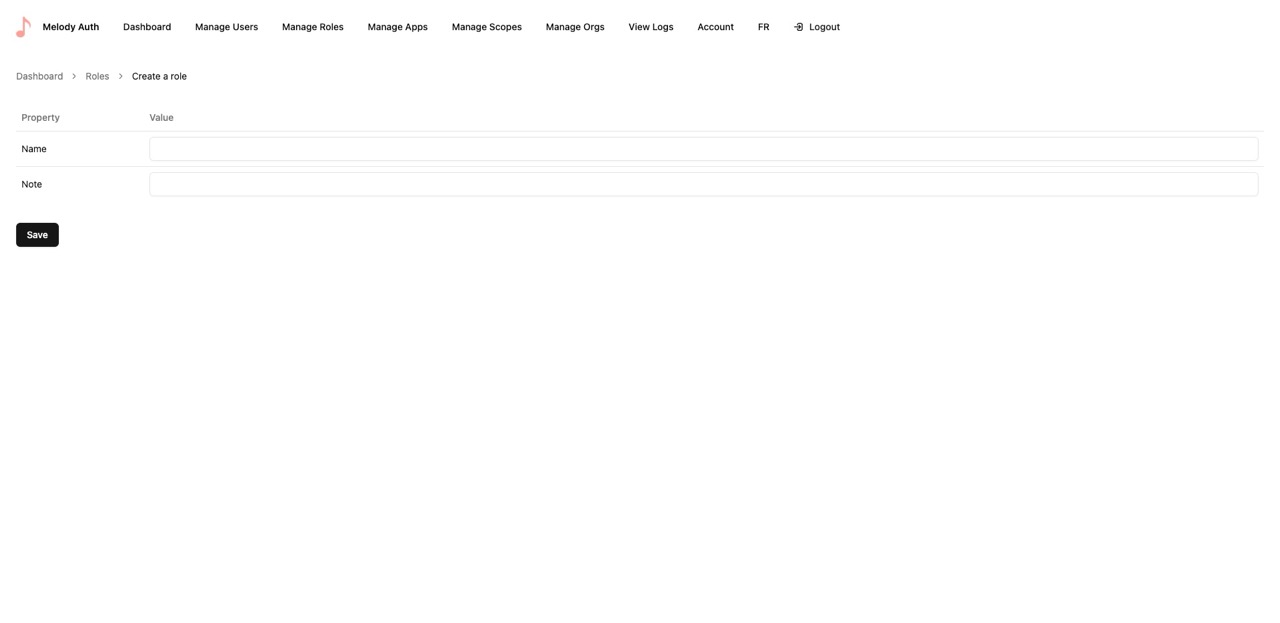 Melody Auth Dashboard Manage Users Manage Roles Manage Apps Manage Scopes Manage Orgs View Logs Account FR Logout
Dashboard > Roles > Create a role
Property Value
Name
Note
Save